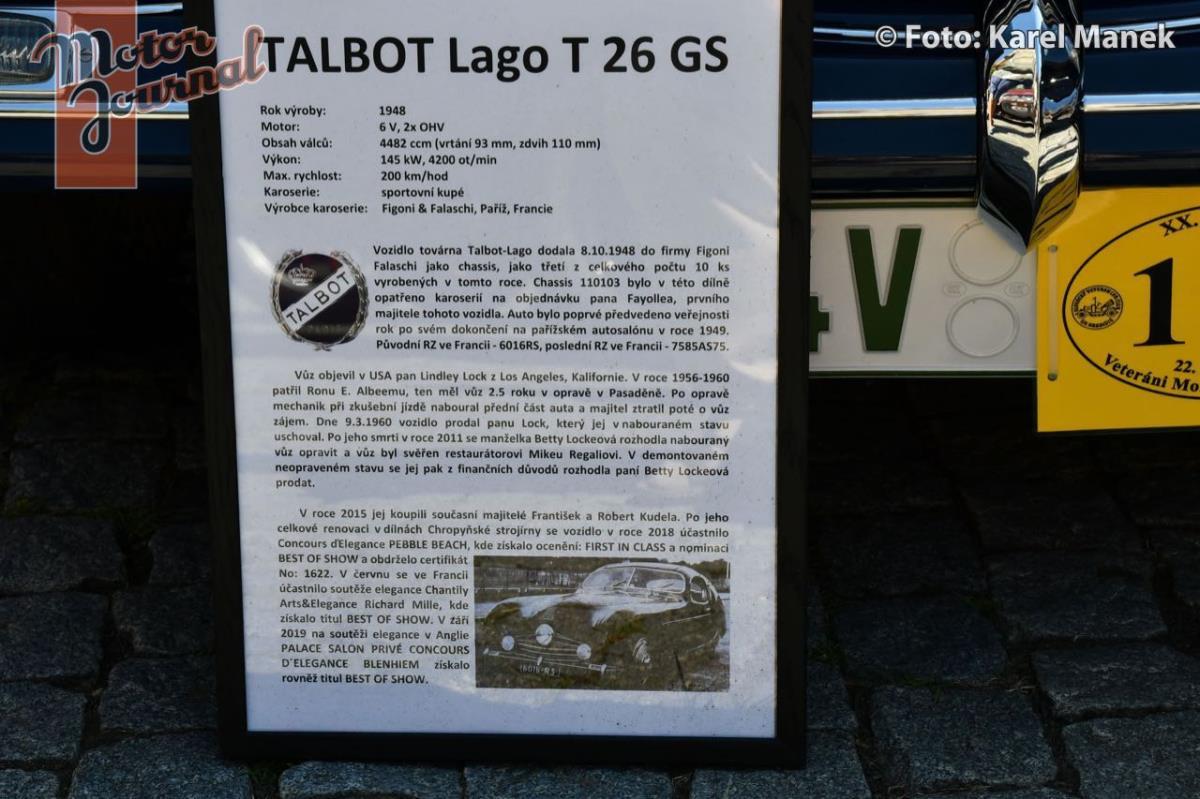 Motor
Journal
© Foto: Karel Manek
TALBOT Lago T 26 GS
Rok výroby: 1948
Motor: 6 V, 2x OHV
Obsah válců: 4482 ccm (vrtání 93 mm, zdvih 110 mm)
Výkon: 145 kW, 4200 ot/min
Max. rychlost: 200 km/hod
Karoserie: sportovní kupé
Výrobce karoserie: Figoni & Falaschi, Paříž, Francie
TALBOT
Vozidlo továrna Talbot-Lago dodala 8.10.1948 do firmy Figoni
Falaschi jako chassis, jako třetí z celkového počtu 10 ks
vyrobených v tomto roce. Chassis 110103 bylo v této dílně
opatřeno karoserií na objednávku pana Fayollea, prvního
majitele tohoto vozidla. Auto bylo poprvé předvedeno veřejnosti
rok po svém dokončení na pařížském autosalónu v roce 1949.
Původní RZ ve Francii - 6016RS, poslední RZ ve Francii - 7585AS75.
Vůz objevil v USA pan Lindley Lock z Los Angeles, Kalifornie. V roce 1956-1960
patřil Ronu E. Albeemu, ten měl vůz 2.5 roku v opravě v Pasaděně. Po opravě
mechanik při zkušební jízdě naboural přední část auta a majitel ztratil poté o vůz
zájem. Dne 9.3.1960 vozidlo prodal panu Lock, který jej v nabouraném stavu
uschoval. Po jeho smrti v roce 2011 se manželka Betty Lockeová rozhodla nabouraný
vůz opravit a vůz byl svěřen restaurátorovi Mikeu Regaliovi. V demontovaném
neopraveném stavu se jej pak z finančních důvodů rozhodla paní Betty Lockeová
prodat.
V roce 2015 jej koupili současní majitelé František a Robert Kudela. Po jeho
celkové renovaci v dílnách Chropyňské strojírny se vozidlo v roce 2018 účastnilo
Concours ďElegance PEBBLE BEACH, kde získalo ocenění: FIRST IN CLASS a nominaci
BEST OF SHOW a obdrželo certifikát
No: 1622. V červnu se ve Francii
účastnilo soutěže elegance Chantily
Arts&Elegance Richard Mille, kde
získalo titul BEST OF SHOW. V září
2019 na soutěži elegance v Anglie
PALACE SALON PRIVÉ CONCOURS
D´ELEGANCE BLENHIEM získalo
rovněž titul BEST OF SHOW.
6016-RS
4V
XX.
1
22.
Veteráni Mo